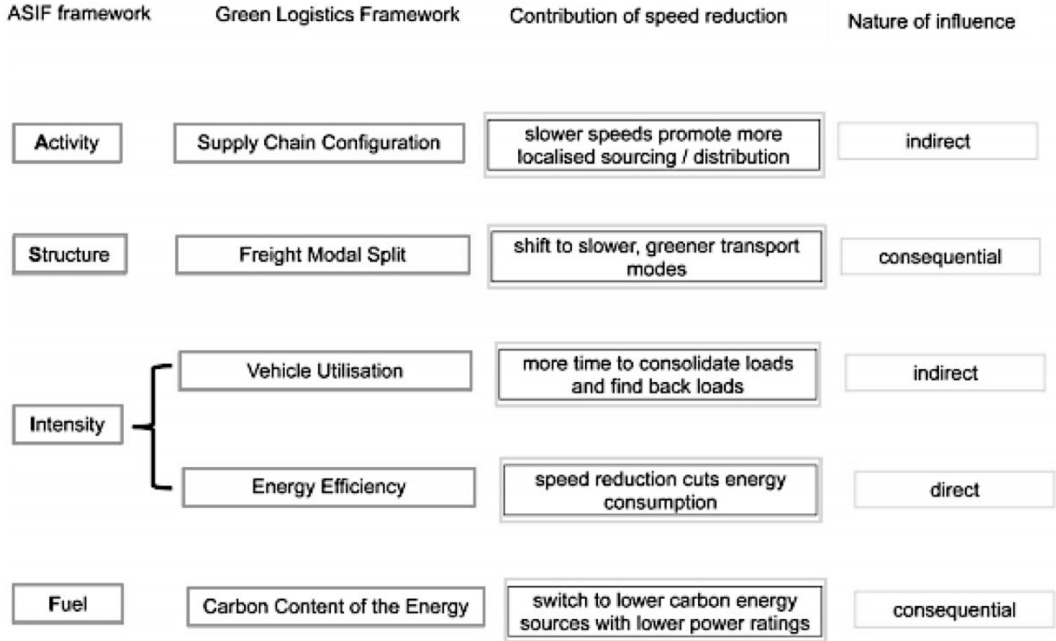 ASIF framework
Green Logistics Framework
Contribution of speed reduction
Nature of influence
Activity
Supply Chain Configuration
slower speeds promote more
localised sourcing / distribution
indirect
Structure
Freight Modal Split
shift to slower, greener transport
modes
consequential
Intensity
Vehicle Utilisation
more time to consolidate loads
and find back loads
indirect
Energy Efficiency
speed reduction cuts energy
consumption
direct
Fuel
Carbon Content of the Energy
switch to lower carbon energy
sources with lower power ratings
consequential